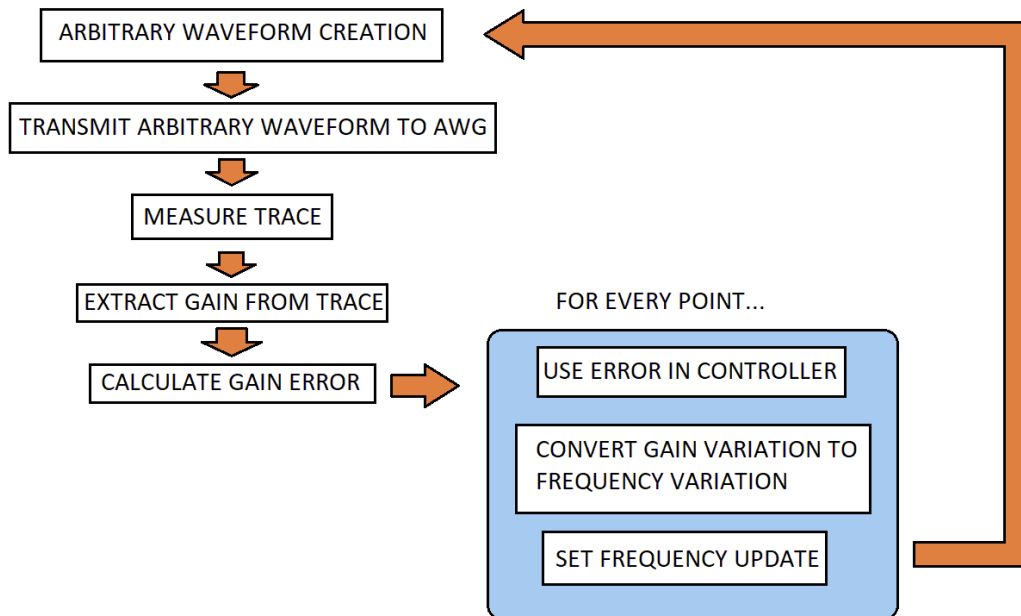 ARBITRARY WAVEFORM CREATION
TRANSMIT ARBITRARY WAVEFORM TO AWG
MEASURE TRACE
EXTRACT GAIN FROM TRACE
CALCULATE GAIN ERROR
FOR EVERY POINT...
USE ERROR IN CONTROLLER
CONVERT GAIN VARIATION TO
FREQUENCY VARIATION
SET FREQUENCY UPDATE